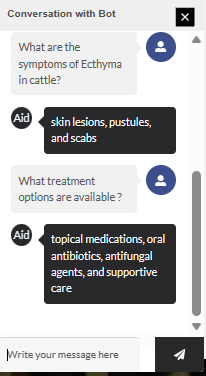 Conversation with Bot
What are the
symptoms of Ecthyma
in cattle?
Aid
skin lesions, pustules,
and scabs
What treatment
options are available ?
Aid
topical medications, oral
antibiotics, antifungal
agents, and supportive
care
Write your message here